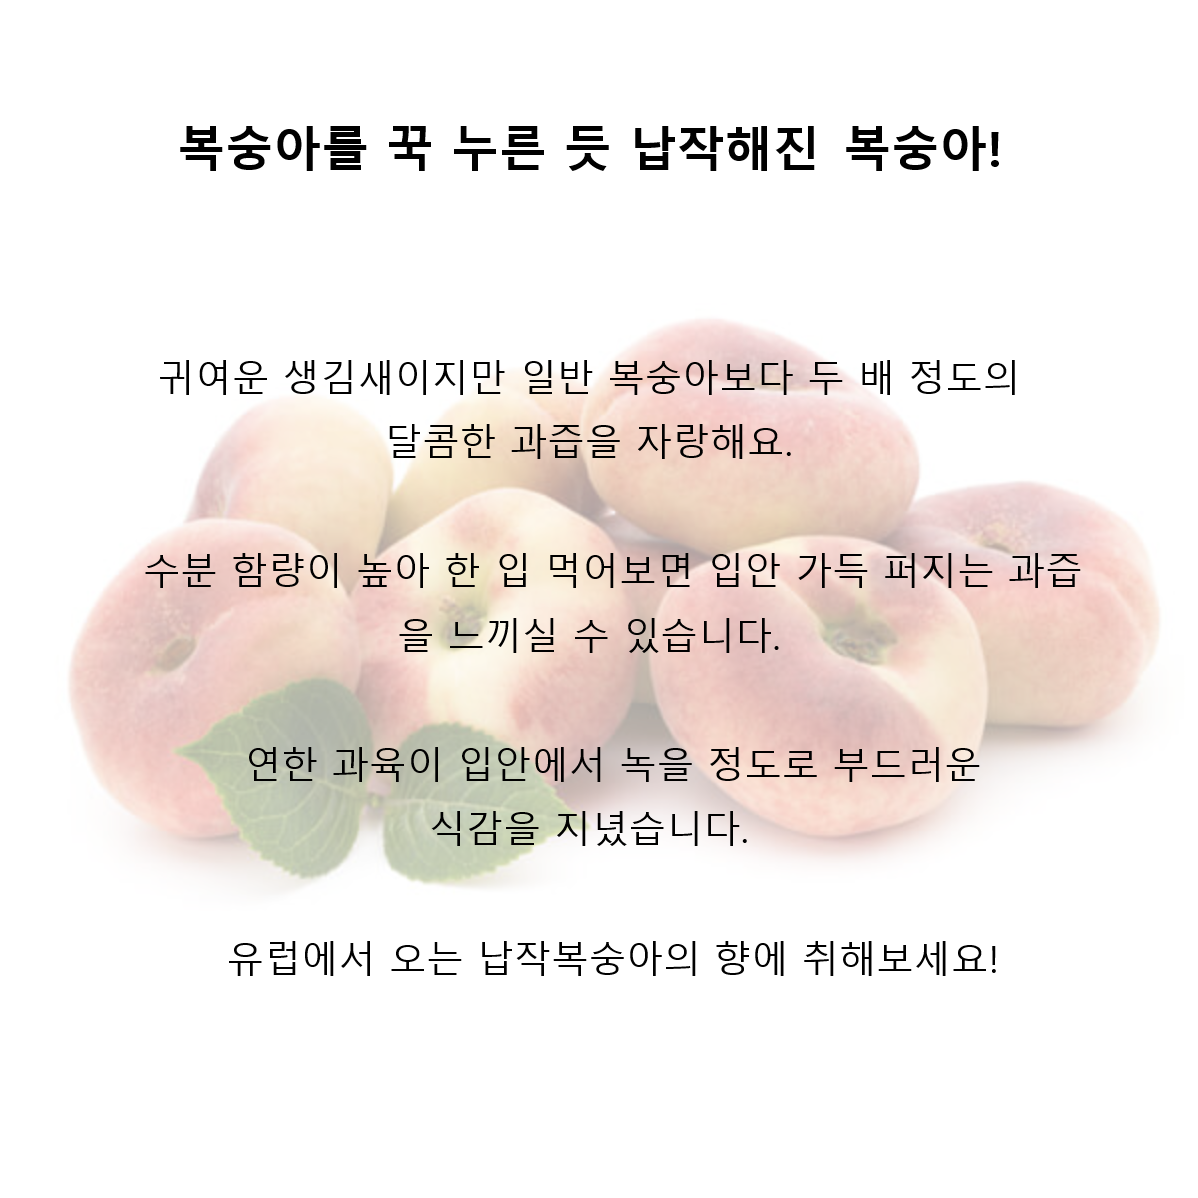 복숭아를 꾹 누른 듯 납작해진 복숭아!
귀여운 생김새이지만 일반 복숭아보다 두 배 정도의
달콤한 과즙을 자랑해요.
수분 함량이 높아 한 입 먹어보면 입안 가득 퍼지는 과즙
을 느끼실 수 있습니다.
연한 과육이 입안에서 녹을 정도로 부드러운
식감을 지녔습니다.
유럽에서 오는 납작복숭아의 향에 취해보세요!